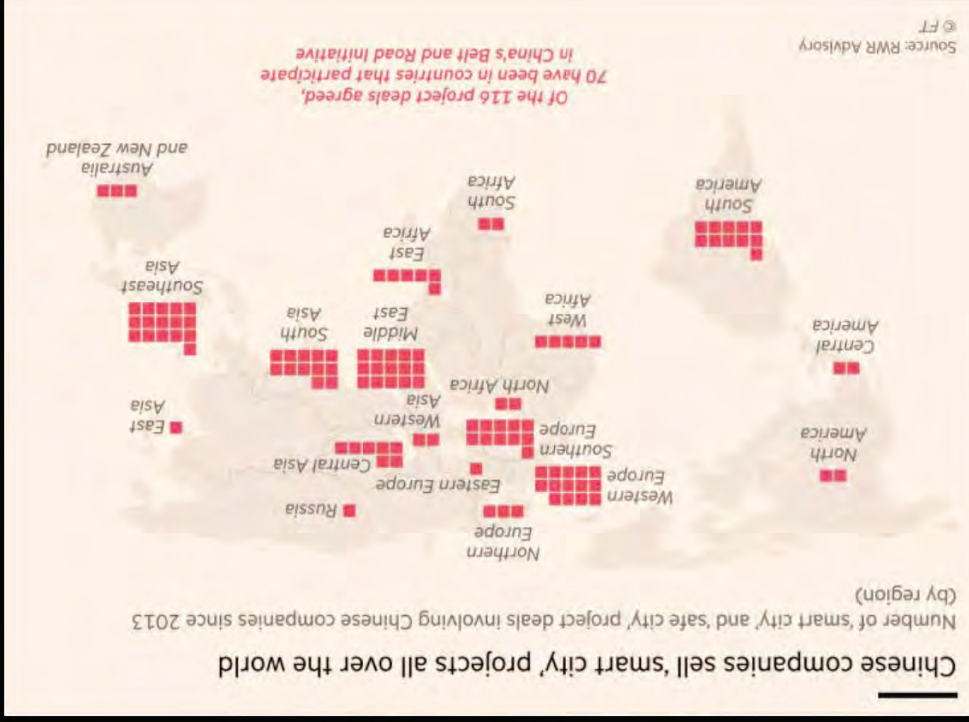 Chinese companies sell ‚smart city‘ projects all over the world
Number of ‚smart city‘ and ‚safe city‘ project deals involving Chinese companies since 2013
(by region)
Northern
Europe
Russia
Western
Europe
Eastern Europe
Central Asia
North
America
Southern
Europe
Western
Asia
East
Asia
North Africa
Central
America
West
Africa
Middle
East
South
Asia
Southeast
Asia
East
Africa
South
America
South
Africa
Australia
and New Zealand
Of the 116 project deals agreed,
70 have been in countries that participate
in China's Belt and Road Initiative
Source: RWR Advisory
© FT